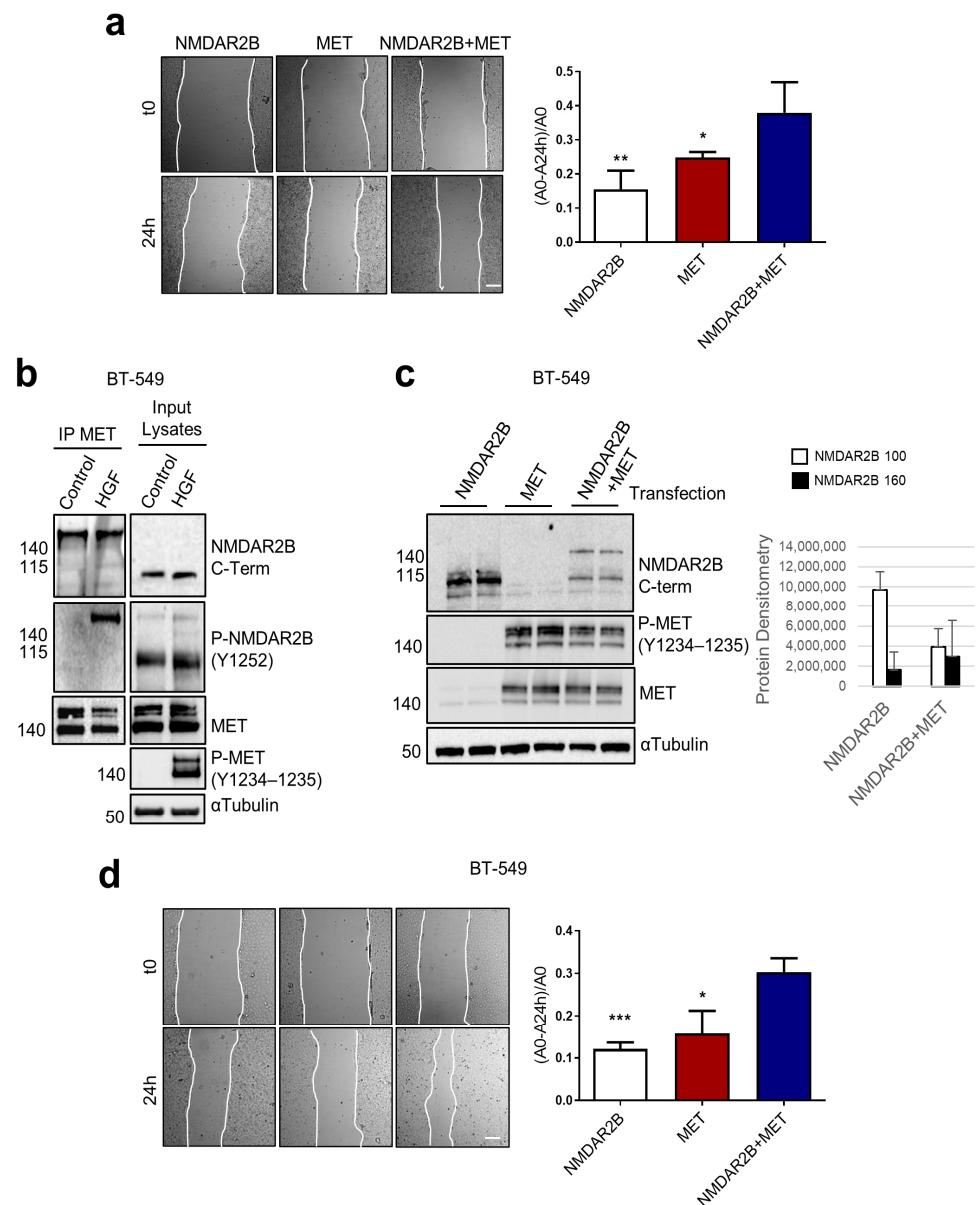 a
NMDAR2B MET NMDAR2B+MET
t0
24h
(A0-A24h)/A0
0.5
0.4
0.3
0.2
0.1
0.0
**
*
NMDAR2B
MET
NMDAR2B+MET
b
BT-549
IP MET
Input
Lysates
Control
HGF
Control
HGF
140
115
NMDAR2B
C-Term
140
115
P-NMDAR2B
(Y1252)
140
MET
140
P-MET
(Y1234–1235)
50
αTubulin
c
BT-549
NMDAR2B
MET
NMDAR2B
+MET
Transfection
140
115
NMDAR2B
C-term
140
P-MET
(Y1234–1235)
140
MET
50
αTubulin
NMDAR2B 100
NMDAR2B 160
Protein Densitometry
14,000,000
12,000,000
10,000,000
8,000,000
6,000,000
4,000,000
2,000,000
0
NMDAR2B
NMDAR2B+MET
d
BT-549
t0
24h
(A0-A24h)/A0
0.4
0.3
0.2
0.1
0.0
***
*
NMDAR2B
MET
NMDAR2B+MET